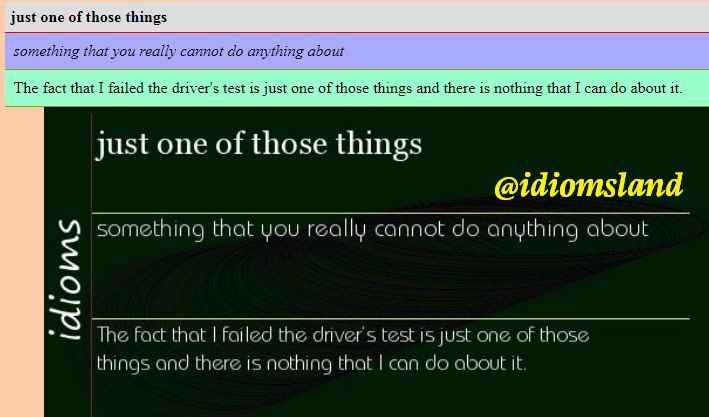 just one of those things
something that you really cannot do anything about
The fact that I failed the driver's test is just one of those things and there is nothing that I can do about it.
just one of those things
@idiomsland
idioms
something that you really cannot do anything about
The fact that I failed the driver's test is just one of those
things and there is nothing that I can do about it.